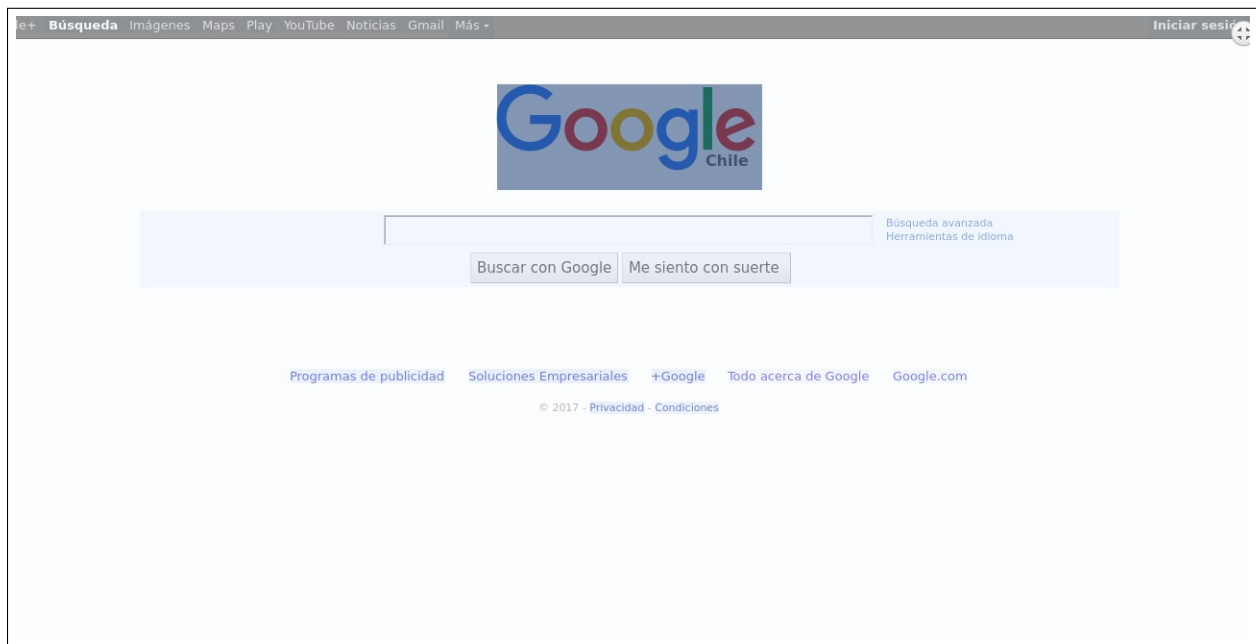 le+ Búsqueda Imágenes Maps Play YouTube Noticias Gmail Más Iniciar sesión
Google
Chile
Búsqueda avanzada
Herramientas de idioma
Buscar con Google Me siento con suerte
Programas de publicidad Soluciones Empresariales +Google Todo acerca de Google Google.com
© 2017 - Privacidad - Condiciones